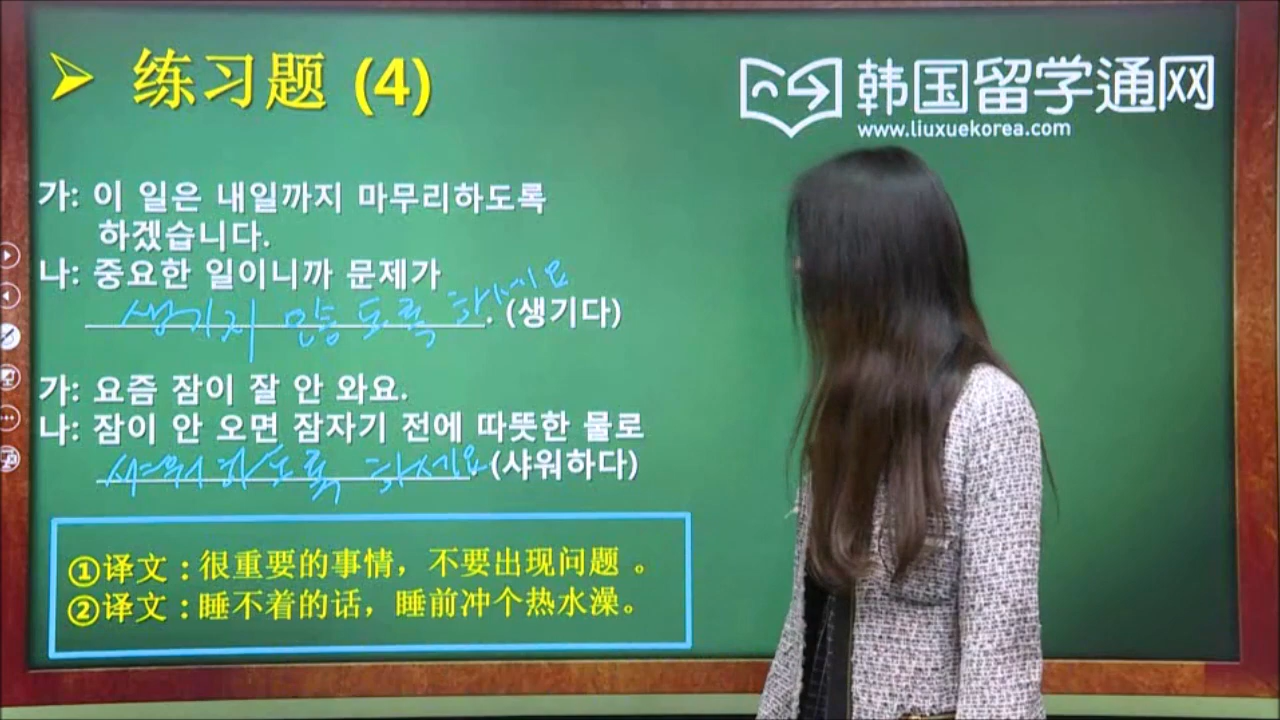 练习题 (4)
韩国留学通网
www.liuxuekorea.com
가: 이 일은 내일까지 마무리하도록
하겠습니다.
나: 중요한 일이니까 문제가
생기지 않도록 하세요. (생기다)
가: 요즘 잠이 잘 안 와요.
나: 잠이 안 오면 잠자기 전에 따뜻한 물로
샤워하도록 하세요 (샤워하다)
①译文:很重要的事情，不要出现问题 。
②译文:睡不着的话，睡前冲个热水澡。